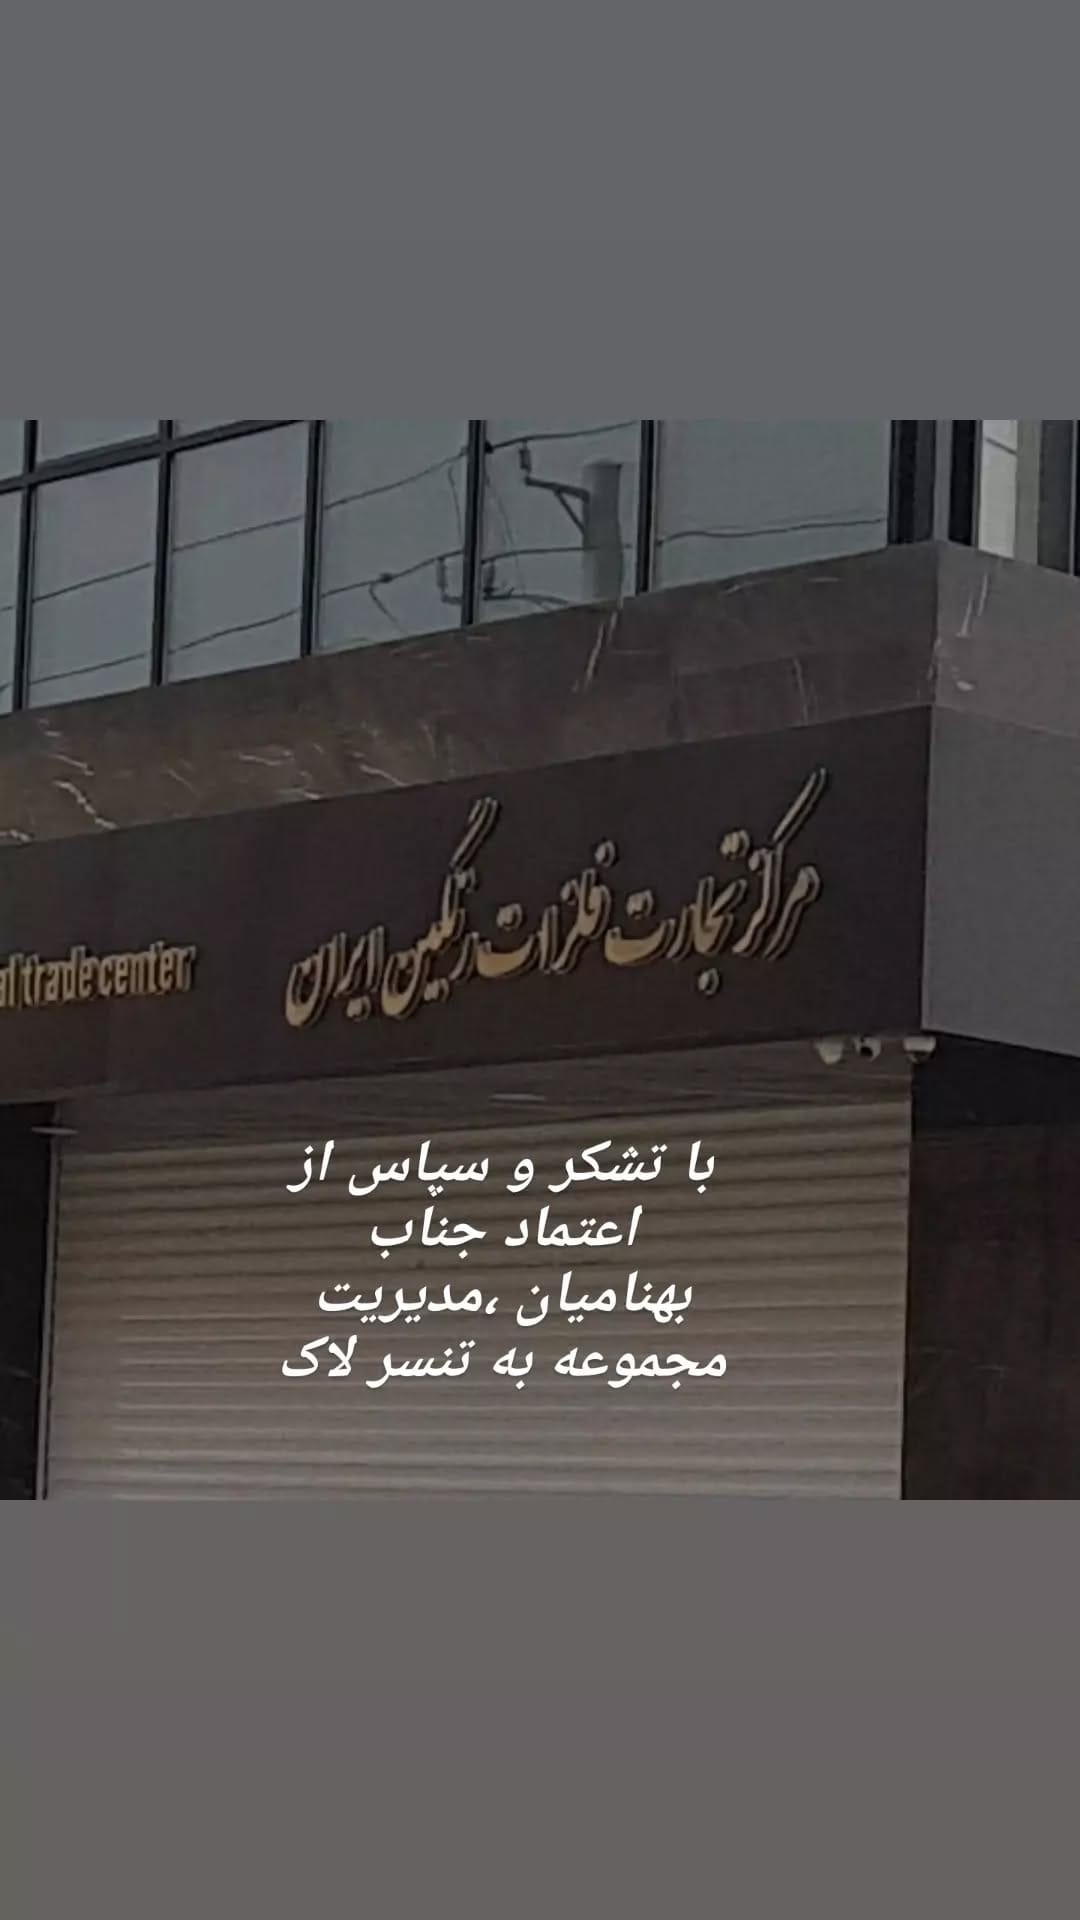 مرکز تجارت فلزات رنگین ایران
al trade center
با تشکر و سپاس از
اعتماد جناب
بهنامیان ،مدیریت
مجموعه به تنسر لاک